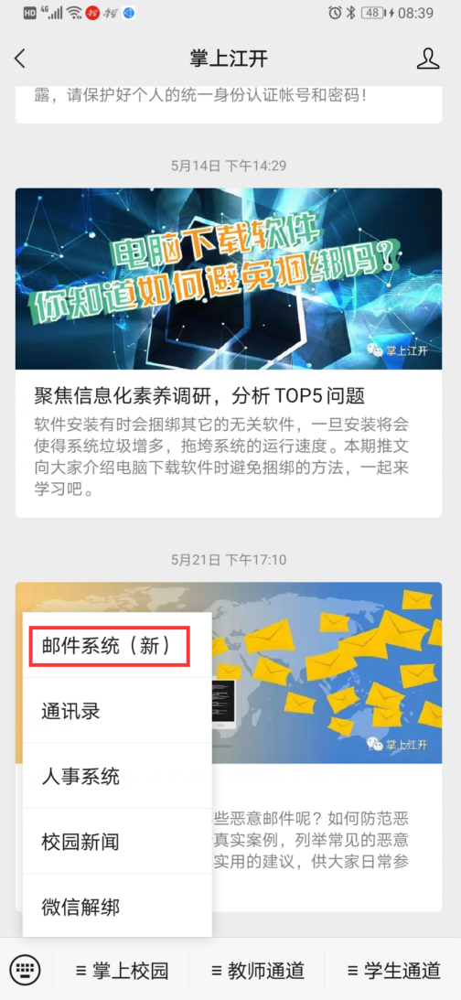 HD 4G 48 08:39
掌上江开
露，请保护好个人的统一身份认证帐号和密码！
5月14日 下午14:29
电脑下载软件
你知道如何避免捆绑吗？
掌上江开
聚焦信息化素养调研，分析 TOP5 问题
软件安装有时会捆绑其它的无关软件，一旦安装将会
使得系统垃圾增多，拖垮系统的运行速度。本期推文
向大家介绍电脑下载软件时避免捆绑的方法，一起来
学习吧。
5月21日 下午17:10
掌上江开
邮件系统（新）
通讯录
人事系统
校园新闻
微信解绑
些恶意邮件呢？如何防范恶
真实案例，列举常见的恶意
实用的建议，供大家日常参
掌上校园
教师通道
学生通道